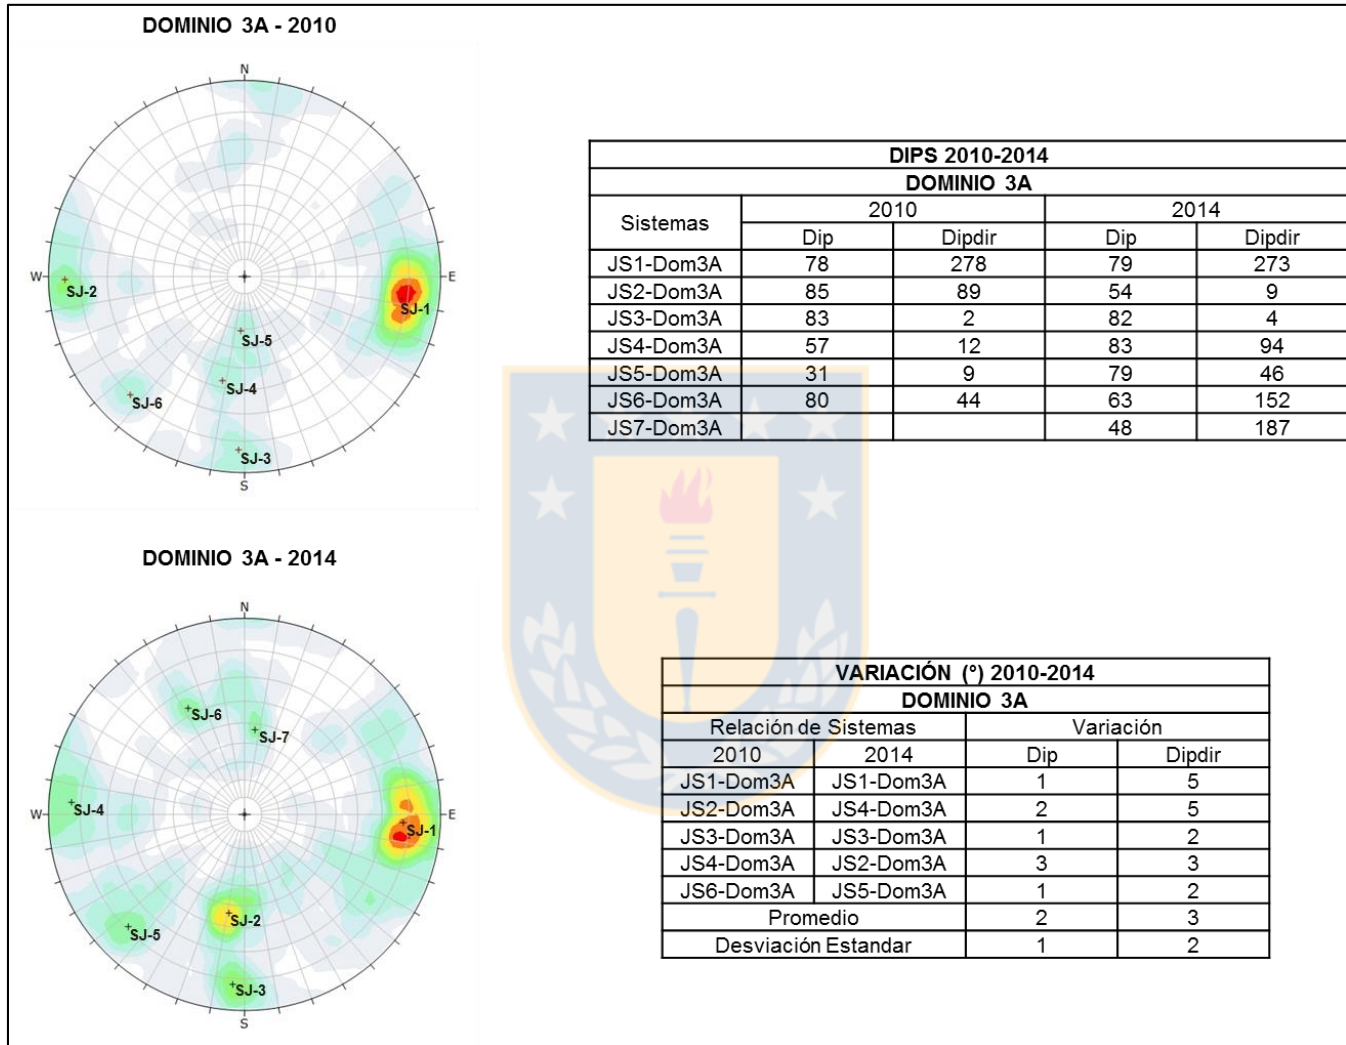 DOMINIO 3A - 2010
N
W
E
S
SJ-2
SJ-1
SJ-5
SJ-4
SJ-6
SJ-3
DIPS 2010-2014
DOMINIO 3A
Sistemas 2010 2014
Dip Dipdir Dip Dipdir
JS1-Dom3A 78 278 79 273
JS2-Dom3A 85 89 54 9
JS3-Dom3A 83 2 82 4
JS4-Dom3A 57 12 83 94
JS5-Dom3A 31 9 79 46
JS6-Dom3A 80 44 63 152
JS7-Dom3A 48 187
DOMINIO 3A - 2014
N
W
E
S
SJ-6
SJ-7
SJ-4
SJ-1
SJ-2
SJ-5
SJ-3
VARIACIÓN (°) 2010-2014
DOMINIO 3A
Relación de Sistemas Variación
2010 2014 Dip Dipdir
JS1-Dom3A JS1-Dom3A 1 5
JS2-Dom3A JS4-Dom3A 2 5
JS3-Dom3A JS3-Dom3A 1 2
JS4-Dom3A JS2-Dom3A 3 3
JS6-Dom3A JS5-Dom3A 1 2
Promedio 2 3
Desviación Estandar 1 2